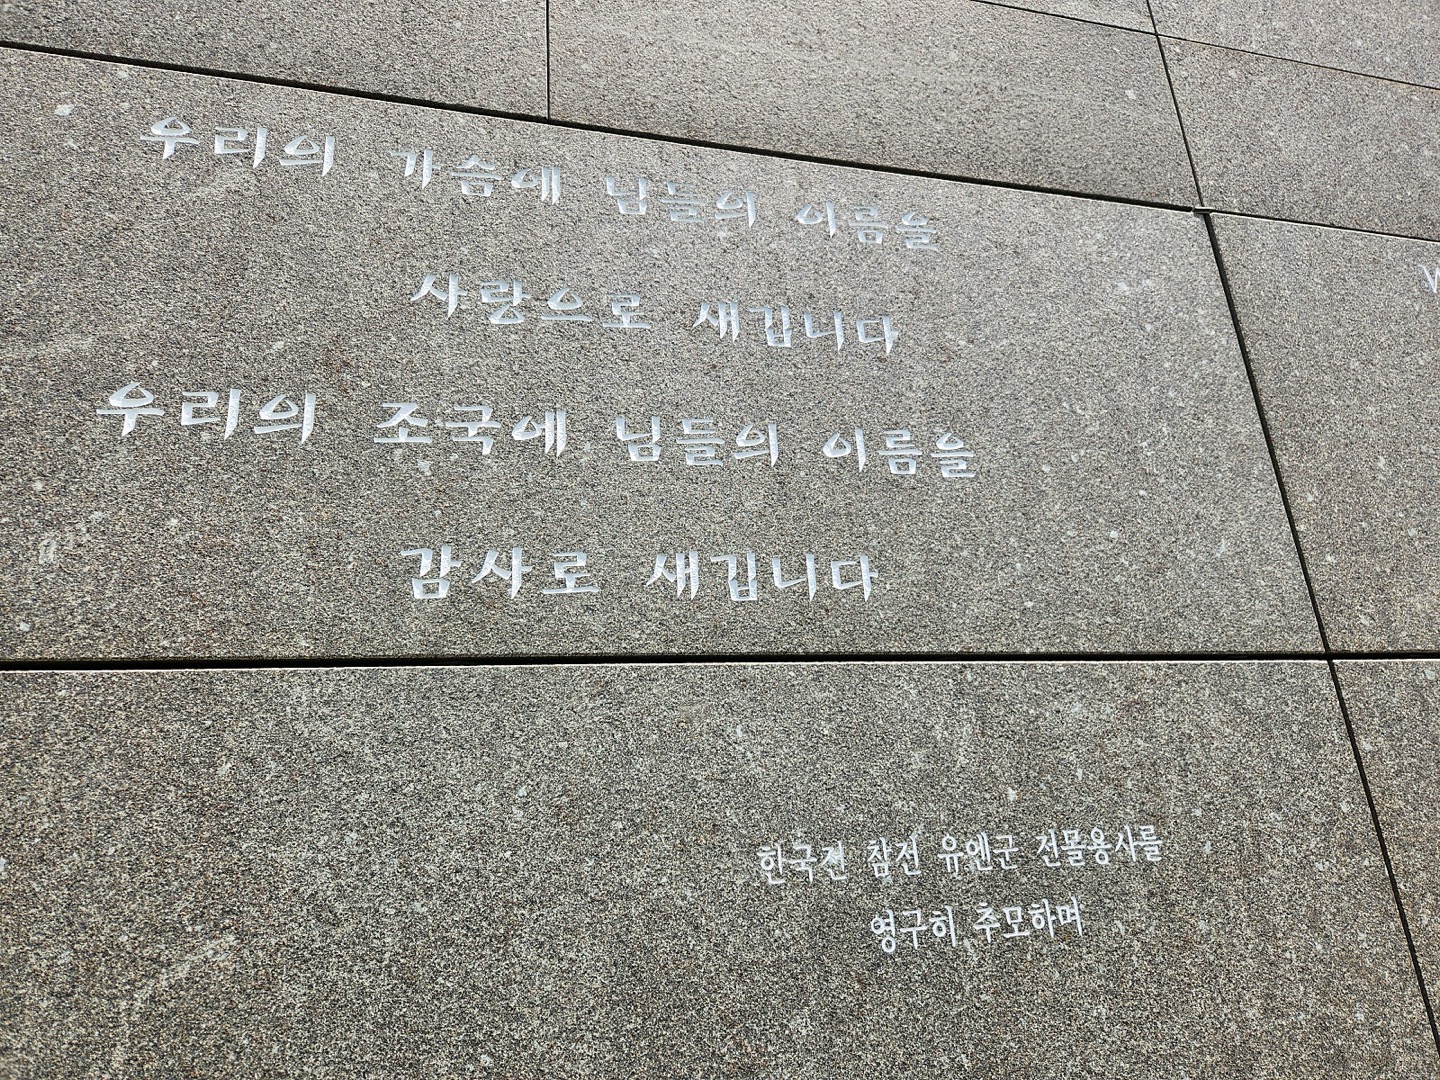 우리의 가슴에 님들의 이름을
사랑으로 새깁니다
우리의 조국에 님들의 이름을
감사로 새깁니다
한국전 참전 유엔군 전몰용사를
영구히 추모하며